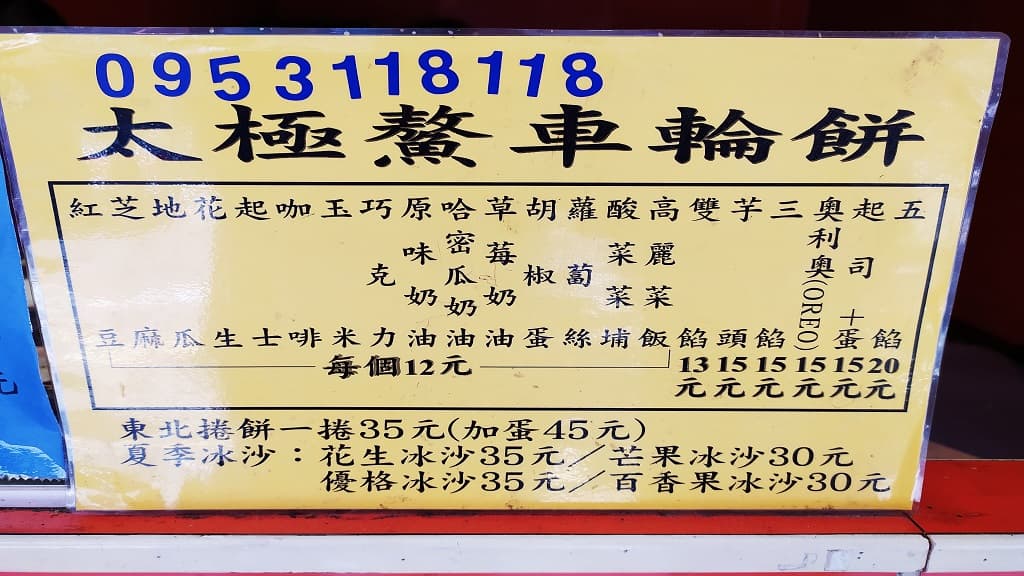 0953118118
太極鰲車輪餅
紅豆
芝麻
地瓜
花生
起士
咖啡
玉米
巧克力
原味奶油
哈密瓜奶油
草莓奶油
胡椒蛋
蘿蔔絲
酸菜菜埔
高麗菜飯
每個12元
雙餡13元
芋頭15元
三餡15元
奧利奧(OREO)15元
起司+蛋15元
五餡20元
東北捲餅一捲35元(加蛋45元)
夏季冰沙：花生冰沙35元／芒果冰沙30元
優格冰沙35元／百香果冰沙30元
元